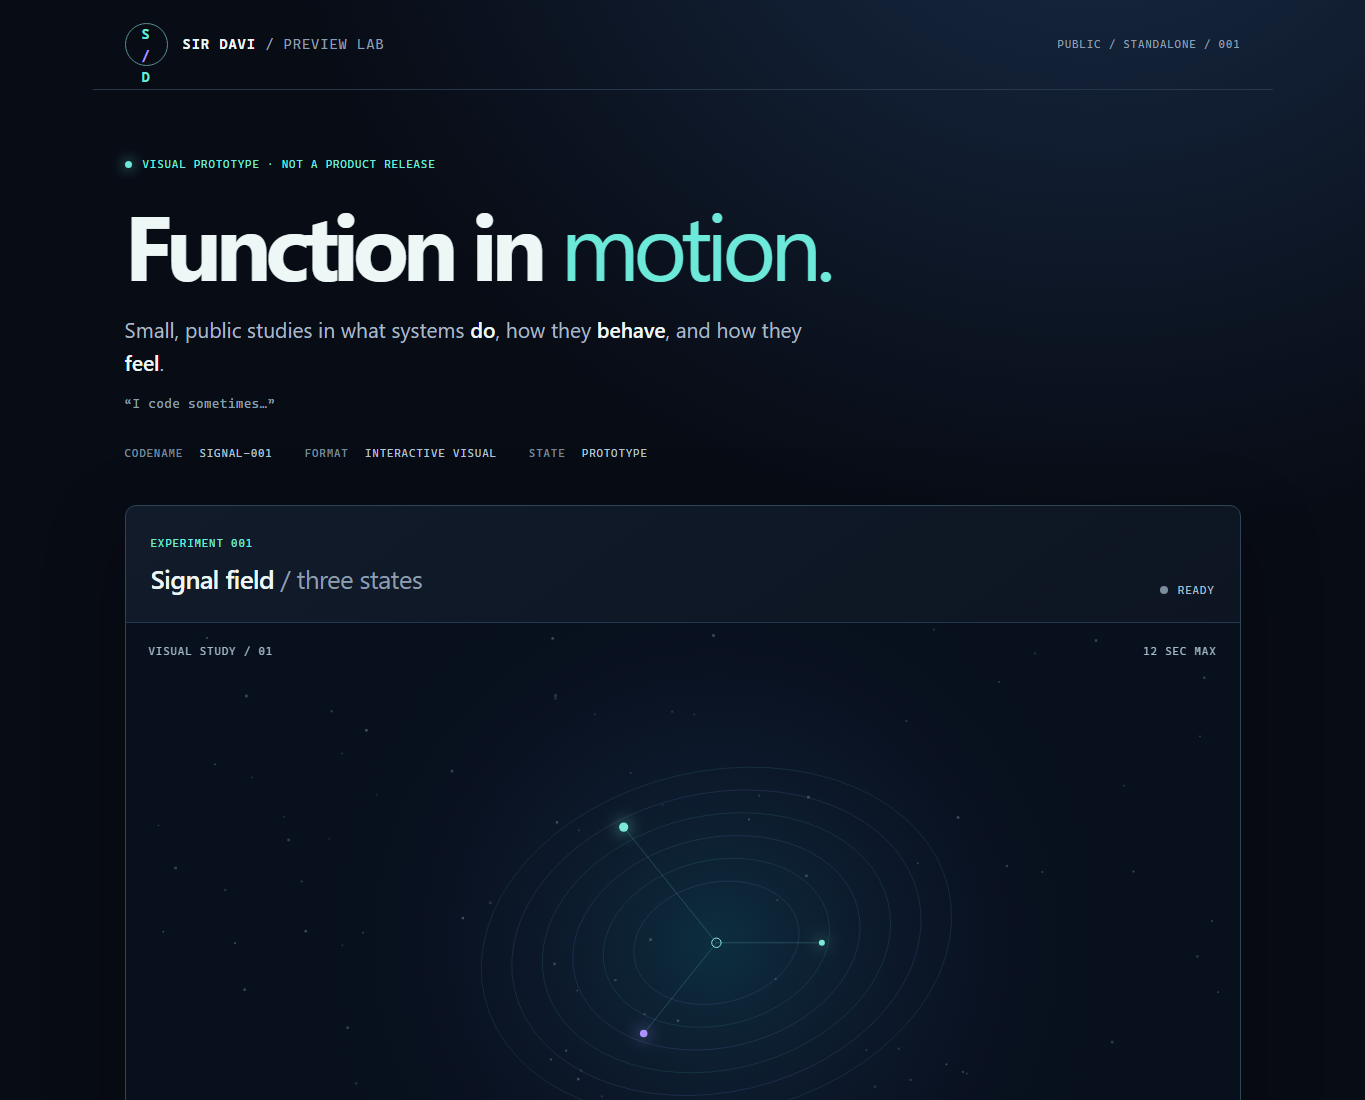 S
/
D
SIR DAVI / PREVIEW LAB
PUBLIC / STANDALONE / 001
VISUAL PROTOTYPE · NOT A PRODUCT RELEASE
Function in motion.
Small, public studies in what systems do, how they behave, and how they
feel.
“I code sometimes…”
CODENAME SIGNAL-001 FORMAT INTERACTIVE VISUAL STATE PROTOTYPE
EXPERIMENT 001
Signal field / three states
READY
VISUAL STUDY / 01
12 SEC MAX